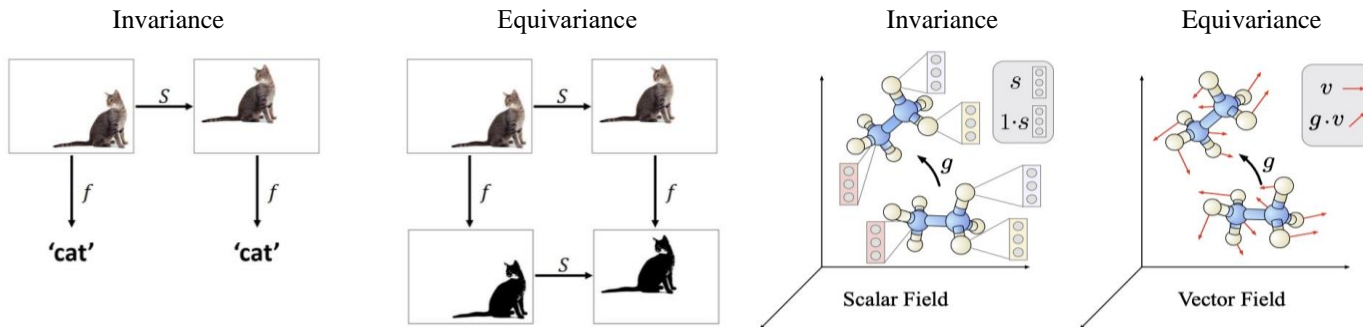 Invariance
S
f
f
'cat'
'cat'
Equivariance
S
f
f
S
Invariance
s
1·s
g
Scalar Field
Equivariance
v
g·v
g
Vector Field